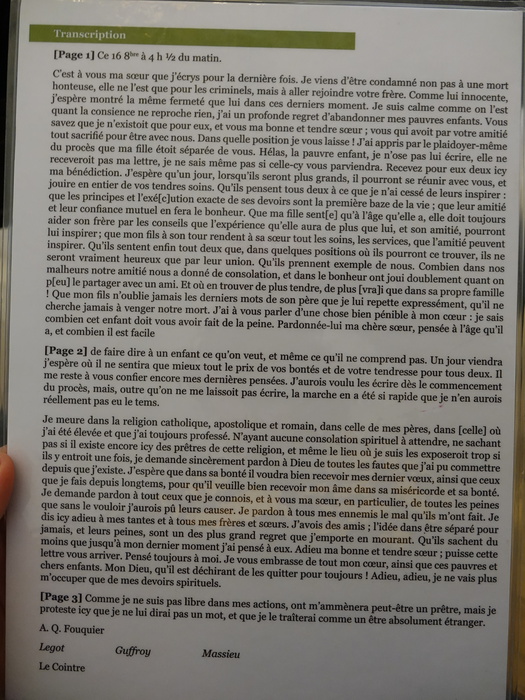 Transcription
[Page 1] Ce 16 8bre à 4 h ½ du matin.
C'est à vous ma sœur que j'écrys pour la dernière fois. Je viens d'être condamné non pas à une mort
honteuse, elle ne l'est que pour les criminels, mais à aller rejoindre votre frère. Comme lui innocente,
j'espère montré la même fermeté que lui dans ces derniers moment. Je suis calme comme on l'est
quant la consience ne reproche rien, j'ai un profonde regret d'abandonner mes pauvres enfants. Vous
savez que je n'existoit que pour eux, et vous ma bonne et tendre sœur ; vous qui avoit par votre amitié
tout sacrifié pour être avec nous. Dans quelle position je vous laisse ! J'ai appris par le plaidoyer-même
du procès que ma fille étoit séparée de vous. Hélas, la pauvre enfant, je n'ose pas lui écrire, elle ne
receveroit pas ma lettre, je ne sais même pas si celle-cy vous parviendra. Recevez pour eux deux icy
ma bénédiction. J'espère qu'un jour, lorsqu'ils seront plus grands, il pourront se réunir avec vous, et
jouire en entier de vos tendres soins. Qu'ils pensent tous deux à ce que je n'ai cessé de leurs inspirer :
que les principes et l'exé[c]ution exacte de ses devoirs sont la première baze de la vie ; que leur amitié
et leur confiance mutuel en fera le bonheur. Que ma fille sent[e] qu'à l'âge qu'elle a, elle doit toujours
aider son frère par les conseils que l'expérience qu'elle aura de plus que lui, et son amitié, pourront
lui inspirer ; que mon fils à son tour rendent à sa sœur tout les soins, les services, que l'amitié peuvent
inspirer. Qu'ils sentent enfin tout deux que, dans quelques positions où ils pourront ce trouver, ils ne
seront vraiment heureux que par leur union. Qu'ils prennent exemple de nous. Combien dans nos
malheurs notre amitié nous a donné de consolation, et dans le bonheur ont joui doublement quant on
p[eu] le partager avec un ami. Et où en trouver de plus tendre, de plus [vra]i que dans sa propre famille
! Que mon fils n'oublie jamais les derniers mots de son père que je lui repette expressément, qu'il ne
cherche jamais à venger notre mort. J'ai à vous parler d'une chose bien pénible à mon cœur : je sais
combien cet enfant doit vous avoir fait de la peine. Pardonnée-lui ma chère sœur, pensée à l'âge qu'il
a, et combien il est facile
[Page 2] de faire dire à un enfant ce qu'on veut, et même ce qu'il ne comprend pas. Un jour viendra
j'espère où il ne sentira que mieux tout le prix de vos bontés et de votre tendresse pour tous deux. Il
me reste à vous confier encore mes dernières pensées. J'aurois voulu les écrire dès le commencement
du procès, mais, outre qu'on ne me laissoit pas écrire, la marche en a été si rapide que je n'en aurois
réellement pas eu le tems.
Je meure dans la religion catholique, apostolique et romain, dans celle de mes pères, dans [celle] où
j'ai été élevée et que j'ai toujours professé. N'ayant aucune consolation spirituel à attendre, ne sachant
pas si il existe encore icy des prêtres de cette religion, et même le lieu où je suis les exposeroit trop si
ils y entroit une fois, je demande sincèrement pardon à Dieu de toutes les fautes que j'ai pu commettre
depuis que j'existe. J'espère que dans sa bonté il voudra bien recevoir mes dernier vœux, ainsi que ceux
que je fais depuis longtems, pour qu'il veuille bien recevoir mon âme dans sa miséricorde et sa bonté.
Je demande pardon à tout ceux que je connois, et à vous ma sœur, en particulier, de toutes les peines
que sans le vouloir j'aurois pû leurs causer. Je pardon à tous mes ennemis le mal qu'ils m'ont fait. Je
dis icy adieu à mes tantes et à tous mes frères et sœurs. J'avois des amis ; l'idée dans être séparé pour
jamais, et leurs peines, sont un des plus grand regret que j'emporte en mourant. Qu'ils sachent du
moins que jusqu'à mon dernier moment j'ai pensé à eux. Adieu ma bonne et tendre sœur ; puisse cette
lettre vous arriver. Pensé toujours à moi. Je vous embrasse de tout mon cœur, ainsi que ces pauvres et
chers enfants. Mon Dieu, qu'il est déchirant de les quitter pour toujours ! Adieu, adieu, je ne vais plus
m'occuper que de mes devoirs spirituels.
[Page 3] Comme je ne suis pas libre dans mes actions, ont m'ammènera peut-être un prêtre, mais je
proteste icy que je ne lui dirai pas un mot, et que je le traîterai comme un être absolument étranger.
A. Q. Fouquier
Legot Guffroy Massieu
Le Cointre